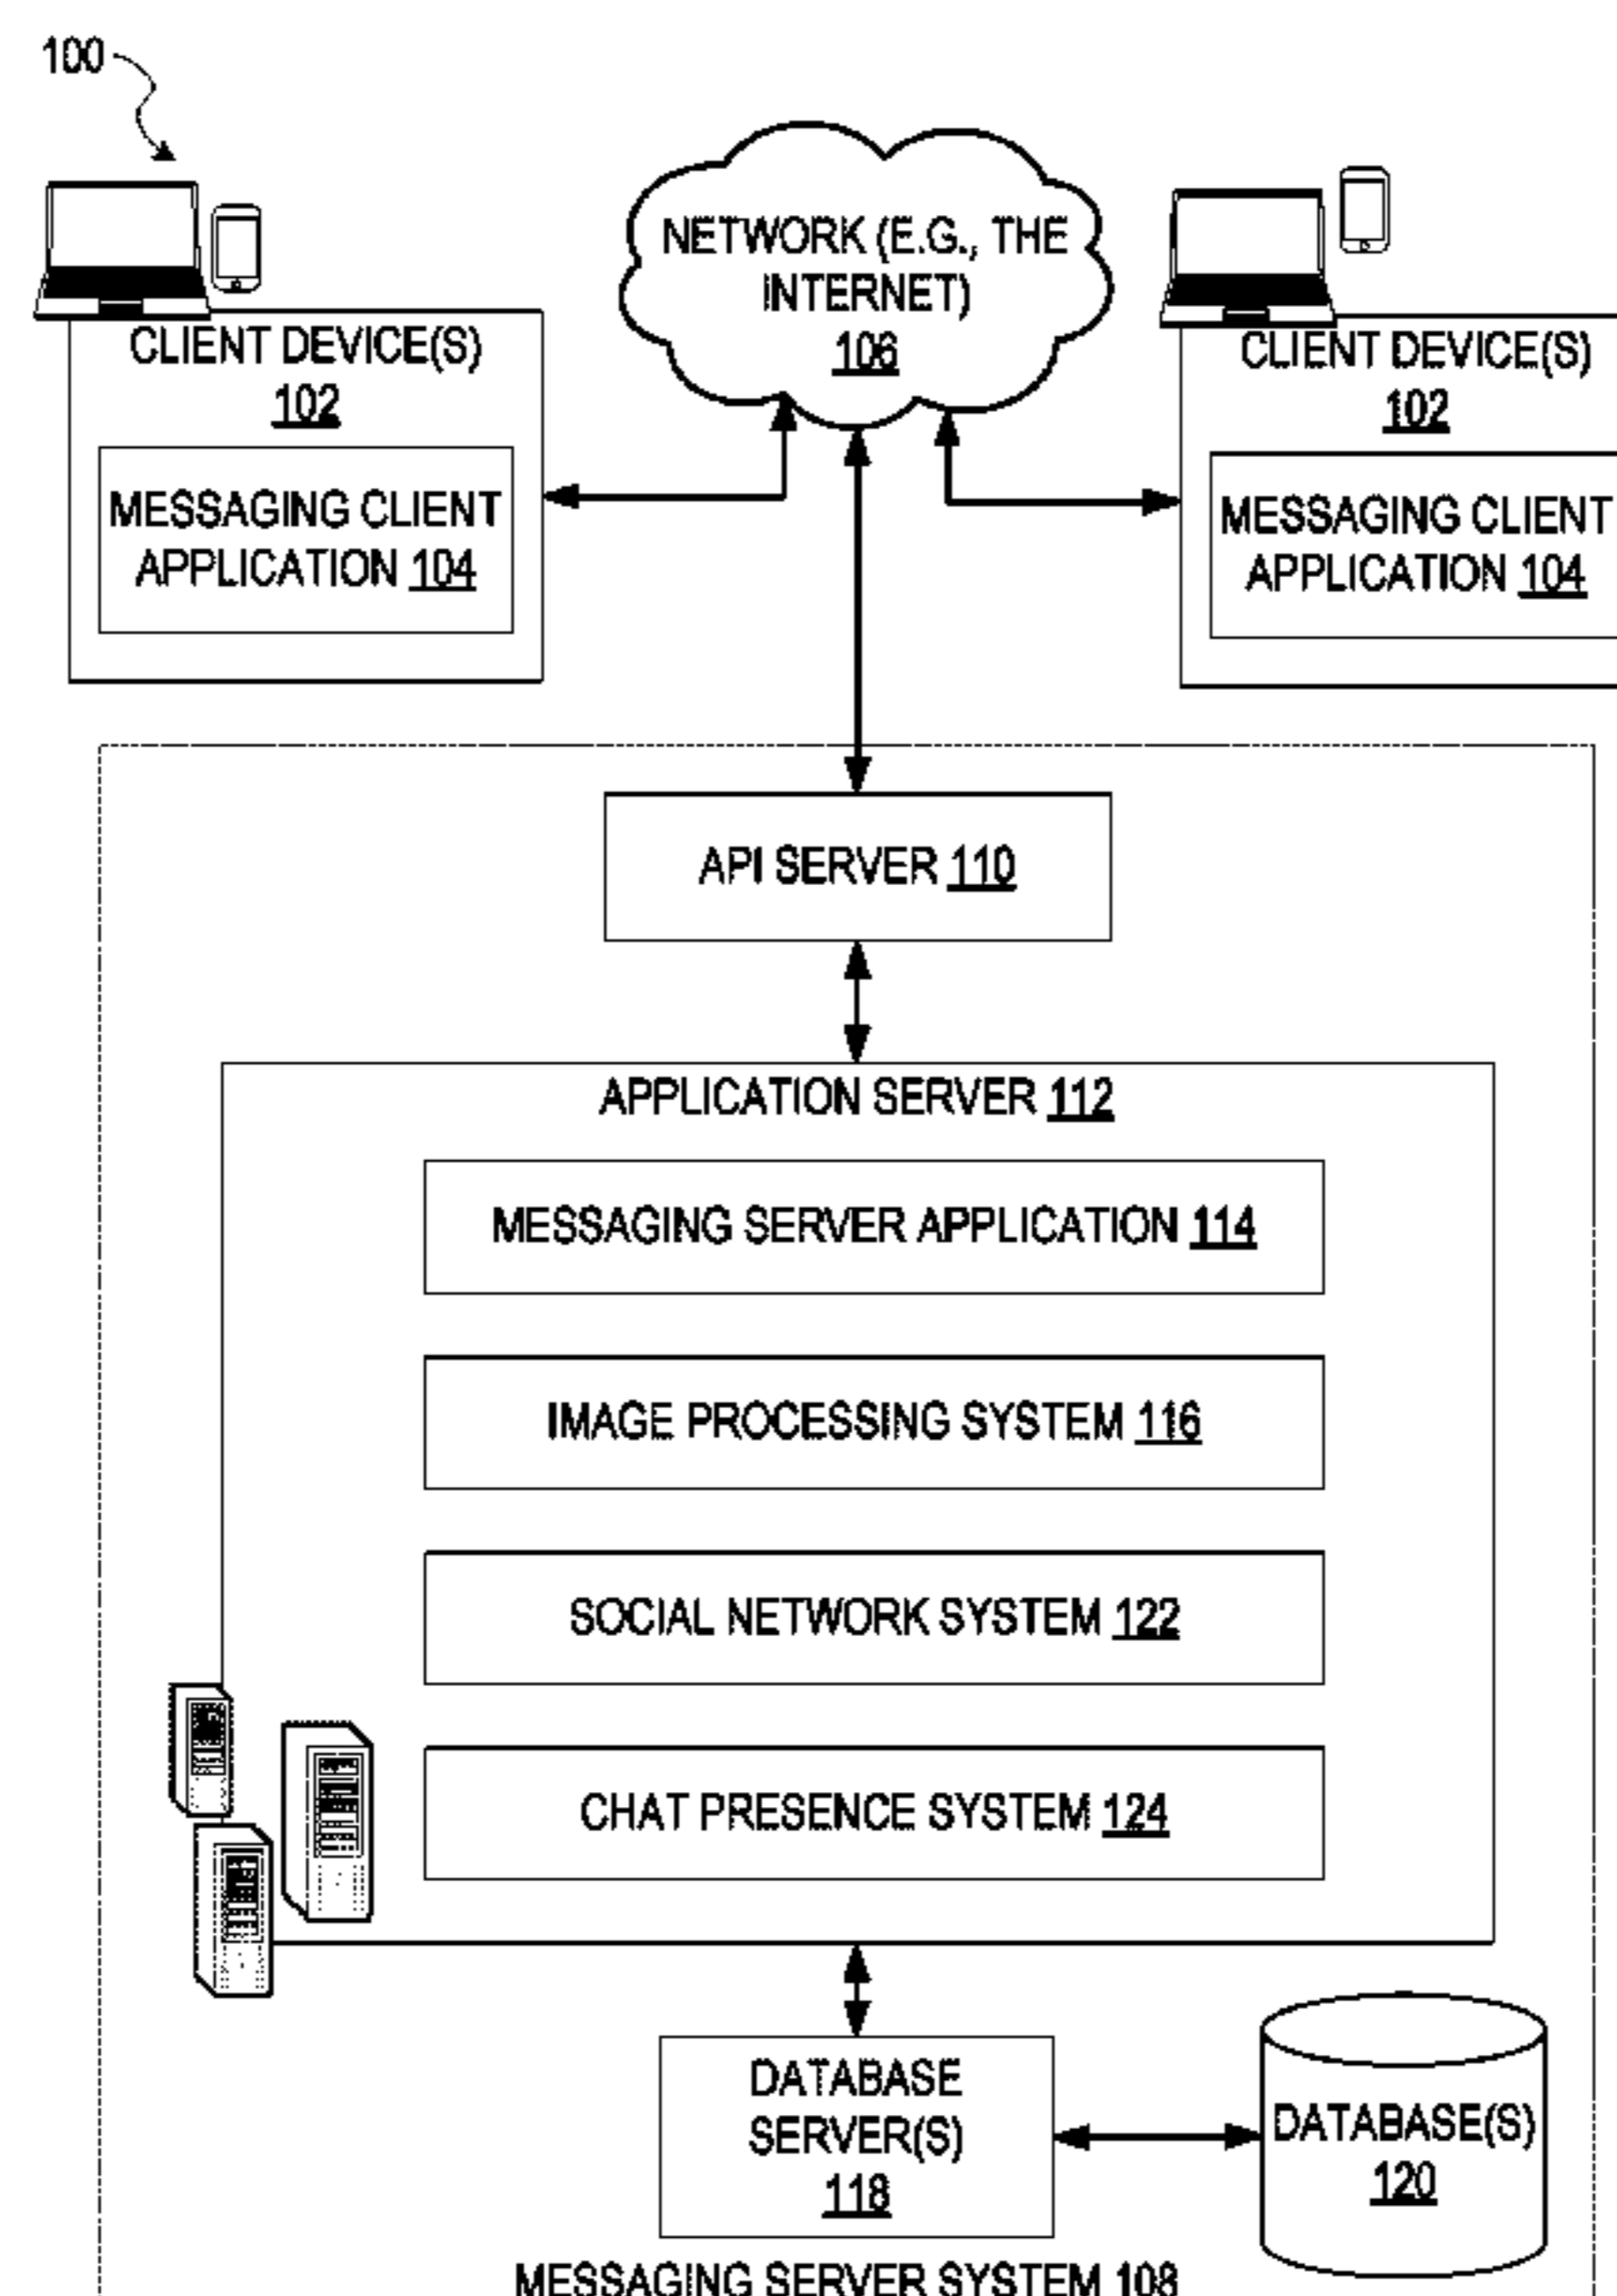 100
NETWORK (E.G., THE
INTERNET)
106
CLIENT DEVICE(S)
102
MESSAGING CLIENT
APPLICATION 104
CLIENT DEVICE(S)
102
MESSAGING CLIENT
APPLICATION 104
API SERVER 110
APPLICATION SERVER 112
MESSAGING SERVER APPLICATION 114
IMAGE PROCESSING SYSTEM 116
SOCIAL NETWORK SYSTEM 122
CHAT PRESENCE SYSTEM 124
DATABASE
SERVER(S)
118
DATABASE(S)
120
MESSAGING SERVER SYSTEM 108